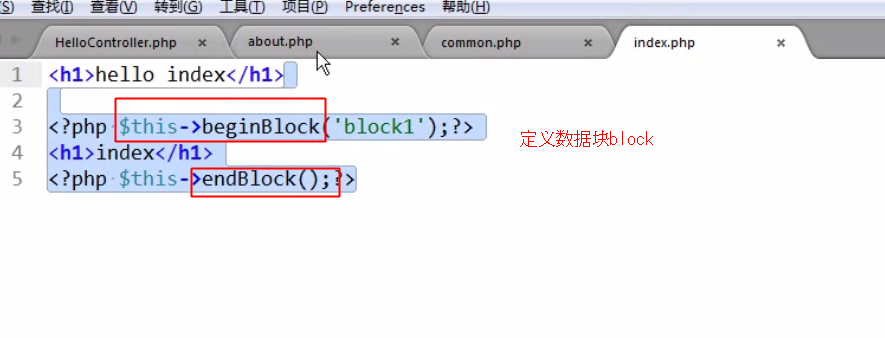 (S) 查找(I) 查看(V) 转到(G) 工具(T) 项目(P) Preferences 帮助(H)
HelloController.php × about.php × common.php × index.php ×
1 <h1>hello index</h1>
2
3 <?php $this->beginBlock('block1');?>
定义数据块block
4 <h1>index</h1>
5 <?php $this->endBlock();?>